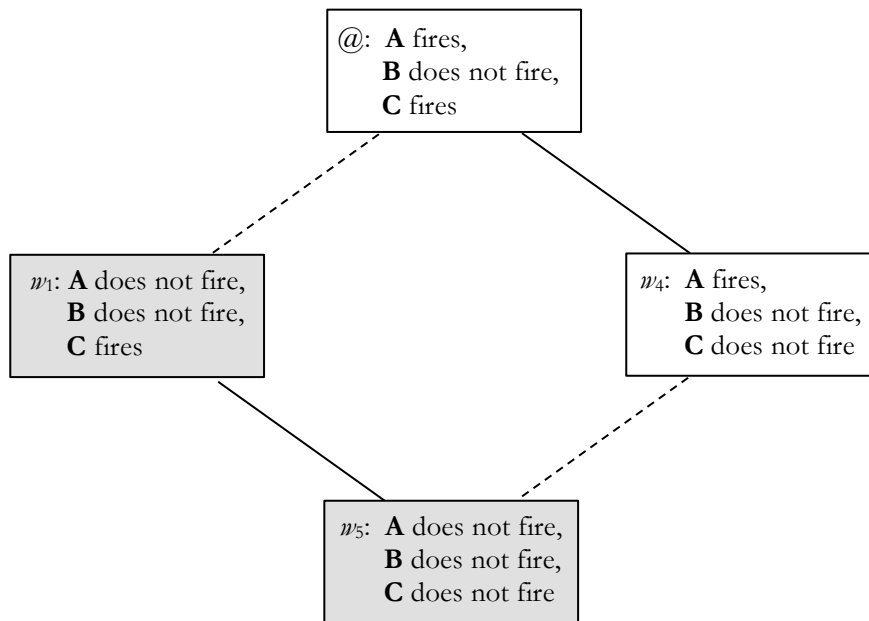 @: A fires,
B does not fire,
C fires
w₁: A does not fire,
B does not fire,
C fires
w₄: A fires,
B does not fire,
C does not fire
w₅: A does not fire,
B does not fire,
C does not fire